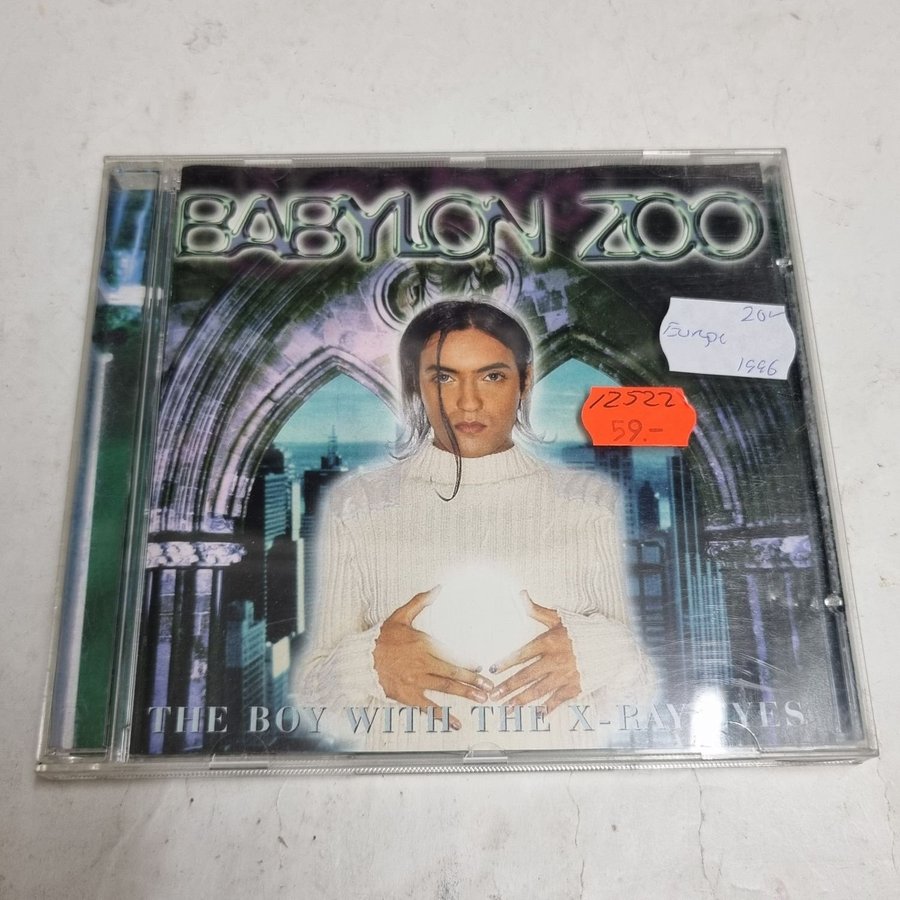 BABYLON ZOO
20:-
Europe
1996
12522
59.-
THE BOY WITH THE X-RAY EYES